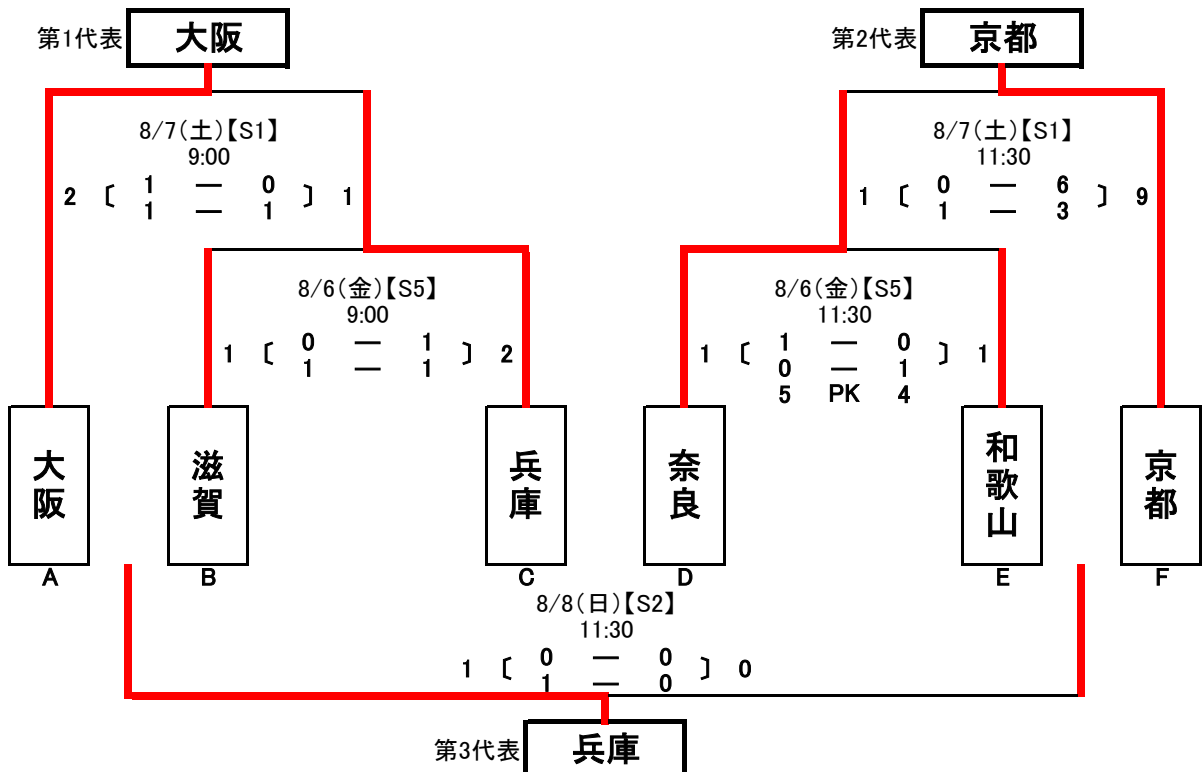 第1代表 大阪 第2代表 京都
8/7(土)【S1】 8/7(土)【S1】
9:00 11:30
2 〔 1 ― 0 〕 1 1 〔 0 ― 6 〕 9
1 ― 1 1 ― 3
8/6(金)【S5】 8/6(金)【S5】
9:00 11:30
1 〔 0 ― 1 〕 2 1 〔 1 ― 0 〕 1
1 ― 1 0 ― 1
5 PK 4
大阪 滋賀 兵庫 奈良 和歌山 京都
A B C D E F
8/8(日)【S2】
11:30
1 〔 0 ― 0 〕 0
1 ― 0
第3代表 兵庫